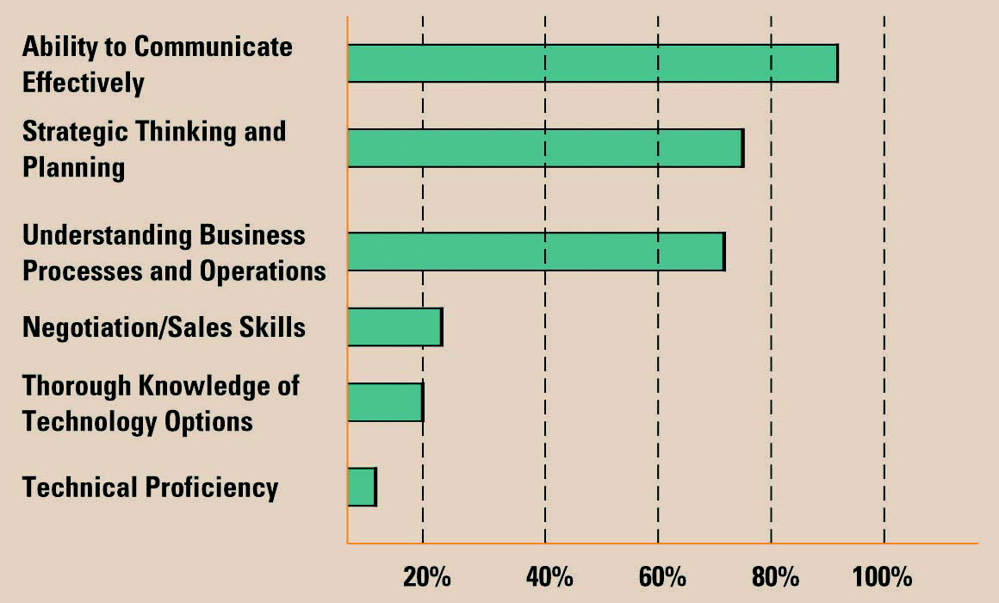 Ability to Communicate
Effectively
Strategic Thinking and
Planning
Understanding Business
Processes and Operations
Negotiation/Sales Skills
Thorough Knowledge of
Technology Options
Technical Proficiency
20% 40% 60% 80% 100%